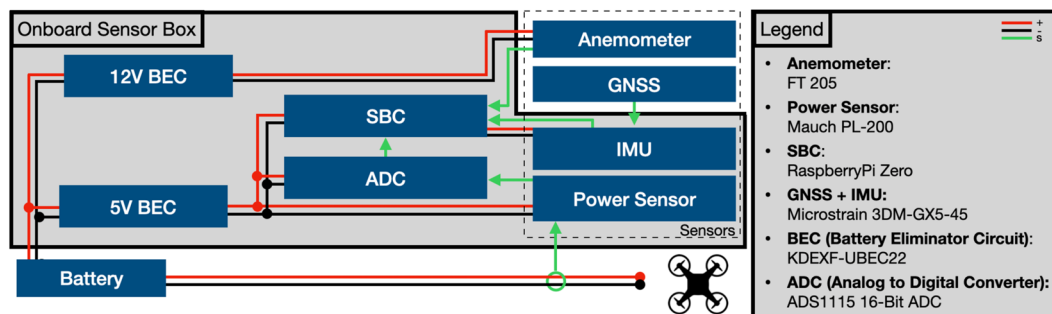 Onboard Sensor Box
12V BEC
5V BEC
Battery
SBC
ADC
Anemometer
GNSS
IMU
Power Sensor
Sensors
Legend
+
-
s
• Anemometer:
FT 205
• Power Sensor:
Mauch PL-200
• SBC:
RaspberryPi Zero
• GNSS + IMU:
Microstrain 3DM-GX5-45
• BEC (Battery Eliminator Circuit):
KDEXF-UBEC22
• ADC (Analog to Digital Converter):
ADS1115 16-Bit ADC